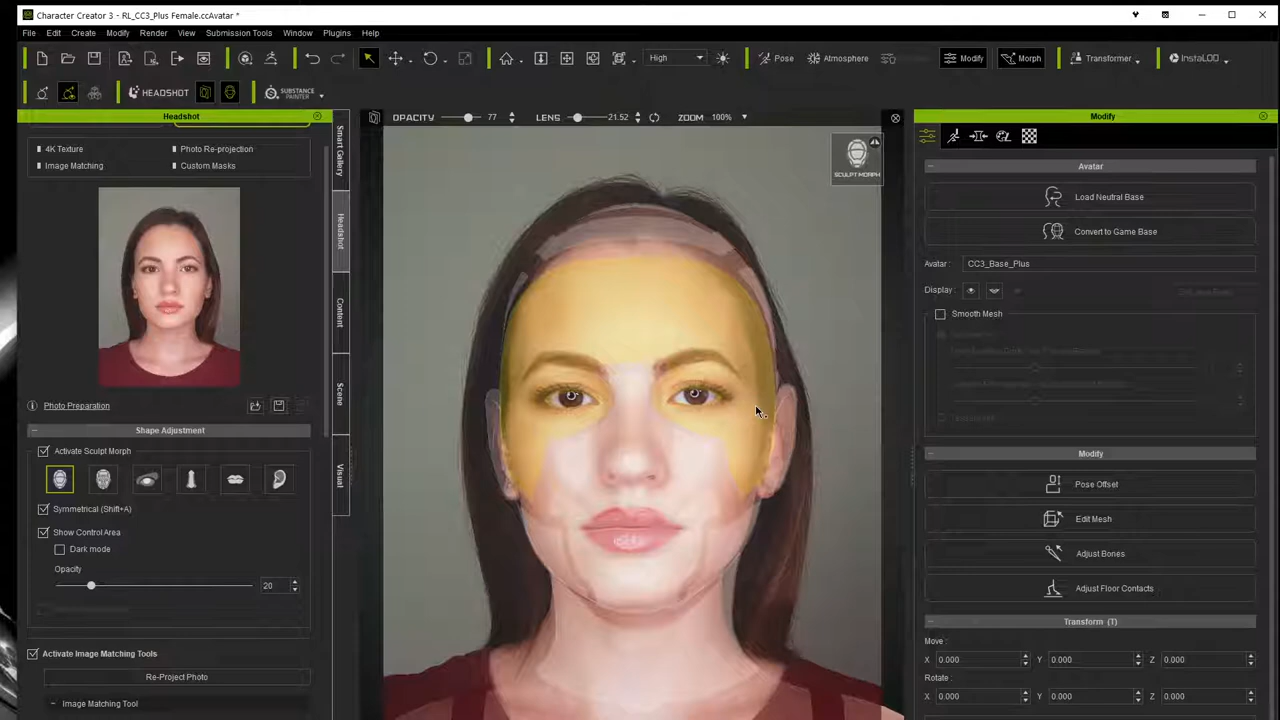 Character Creator 3 - RL_CC3_Plus Female.ccAvatar *
File Edit Create Modify Render View Submission Tools Window Plugins Help
High Pose Atmosphere Modify Morph Transformer InstaLOD
HEADSHOT SUBSTANCE PAINTER
Headshot
4K Texture Photo Re-projection
Image Matching Custom Masks
Photo Preparation
Shape Adjustment
Activate Sculpt Morph
Symmetrical (Shift+A)
Show Control Area
Dark mode
Opacity
20
Activate Image Matching Tools
Re-Project Photo
Image Matching Tool
Smart Gallery
Headshot
Content
Scene
Visual
OPACITY 77 LENS 21.52 ZOOM 100%
SCULPT MORPH
Modify
Avatar
Load Neutral Base
Convert to Game Base
Avatar : CC3_Base_Plus
Display :
Smooth Mesh
Modify
Pose Offset
Edit Mesh
Adjust Bones
Adjust Floor Contacts
Transform (T)
Move :
X 0.000 Y 0.000 Z 0.000
Rotate :
X 0.000 Y 0.000 Z 0.000